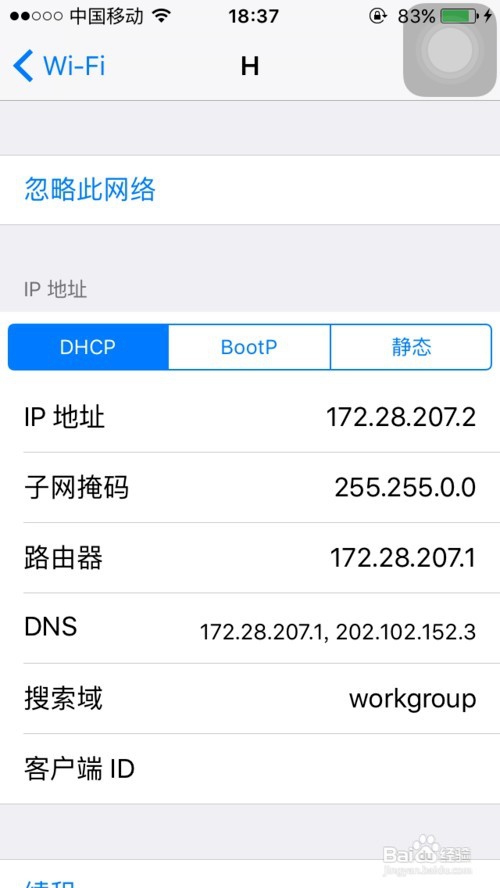 中国移动 18:37 83%
Wi-Fi H
忽略此网络
IP 地址
DHCP BootP 静态
IP 地址 172.28.207.2
子网掩码 255.255.0.0
路由器 172.28.207.1
DNS 172.28.207.1, 202.102.152.3
搜索域 workgroup
客户端 ID
续租
Baidu 经验
jingyan.baidu.com